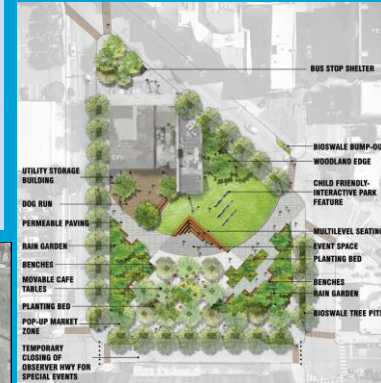 BUS STOP SHELTER
BIOSWALE BUMP-OU
WOODLAND EDGE
CHILD FRIENDLY-
INTERACTIVE PARK
FEATURE
MULTILEVEL SEATING
EVENT SPACE
PLANTING BED
BENCHES
RAIN GARDEN
BIOSWALE TREE PITS
UTILITY STORAGE
BUILDING
DOG RUN
PERMEABLE PAVING
RAIN GARDEN
BENCHES
MOVABLE CAFE
TABLES
PLANTING BED
POP-UP MARKET
ZONE
TEMPORARY
CLOSING OF
OBSERVER HWY FOR
SPECIAL EVENTS